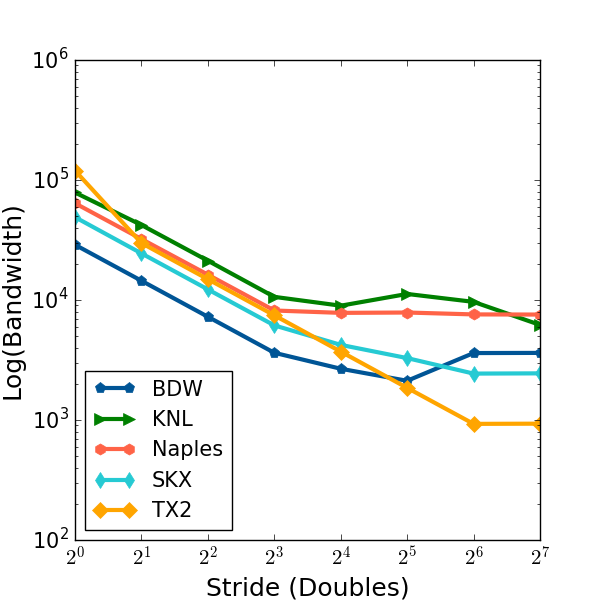 10^6
10^5
10^4
10^3
10^2
Log(Bandwidth)
BDW
KNL
Naples
SKX
TX2
2^0 2^1 2^2 2^3 2^4 2^5 2^6 2^7
Stride (Doubles)